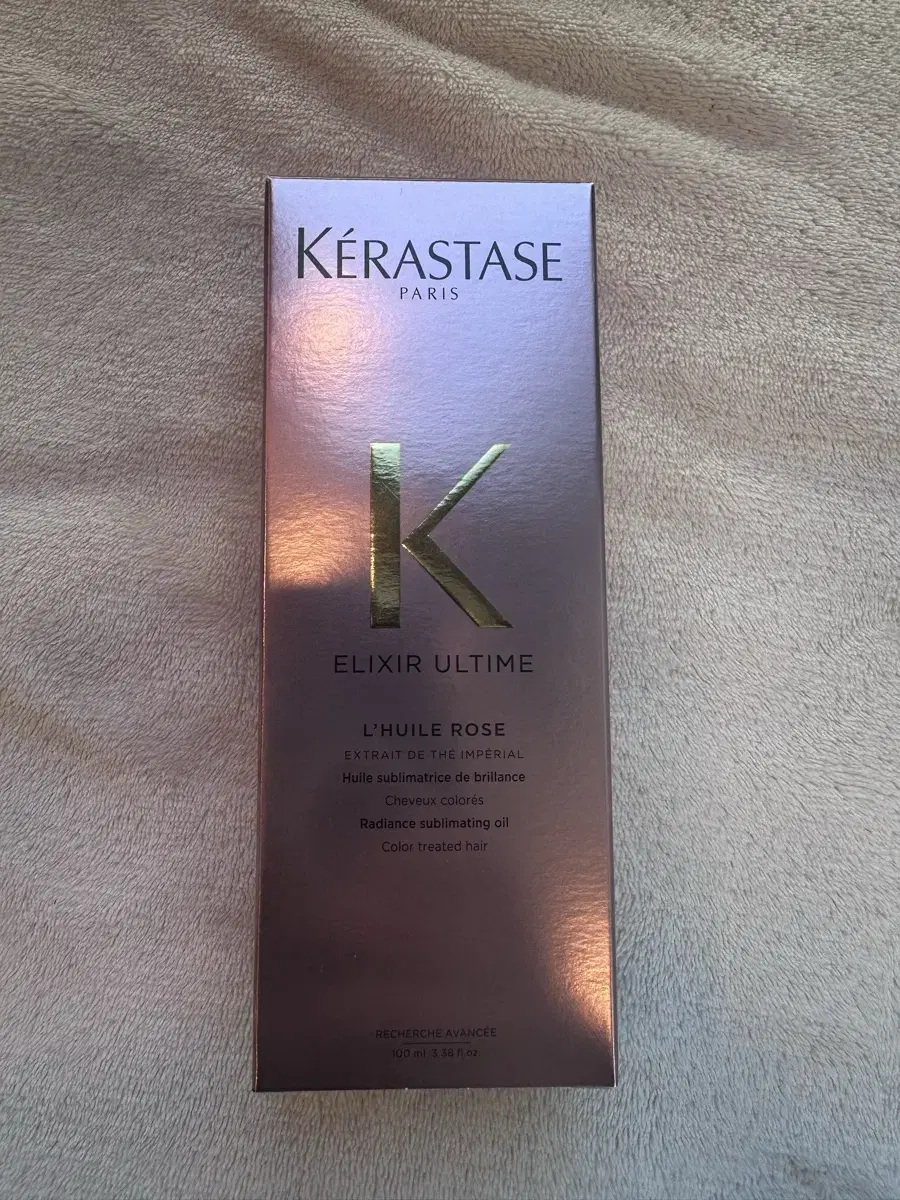 KÉRASTASE
PARIS
K
ELIXIR ULTIME
L'HUILE ROSE
EXTRAIT DE THÉ IMPÉRIAL
Huile sublimatrice de brillance
Cheveux colorés
Radiance sublimating oil
Color treated hair
RECHERCHE AVANCÉE
100 ml 3.38 fl.oz.